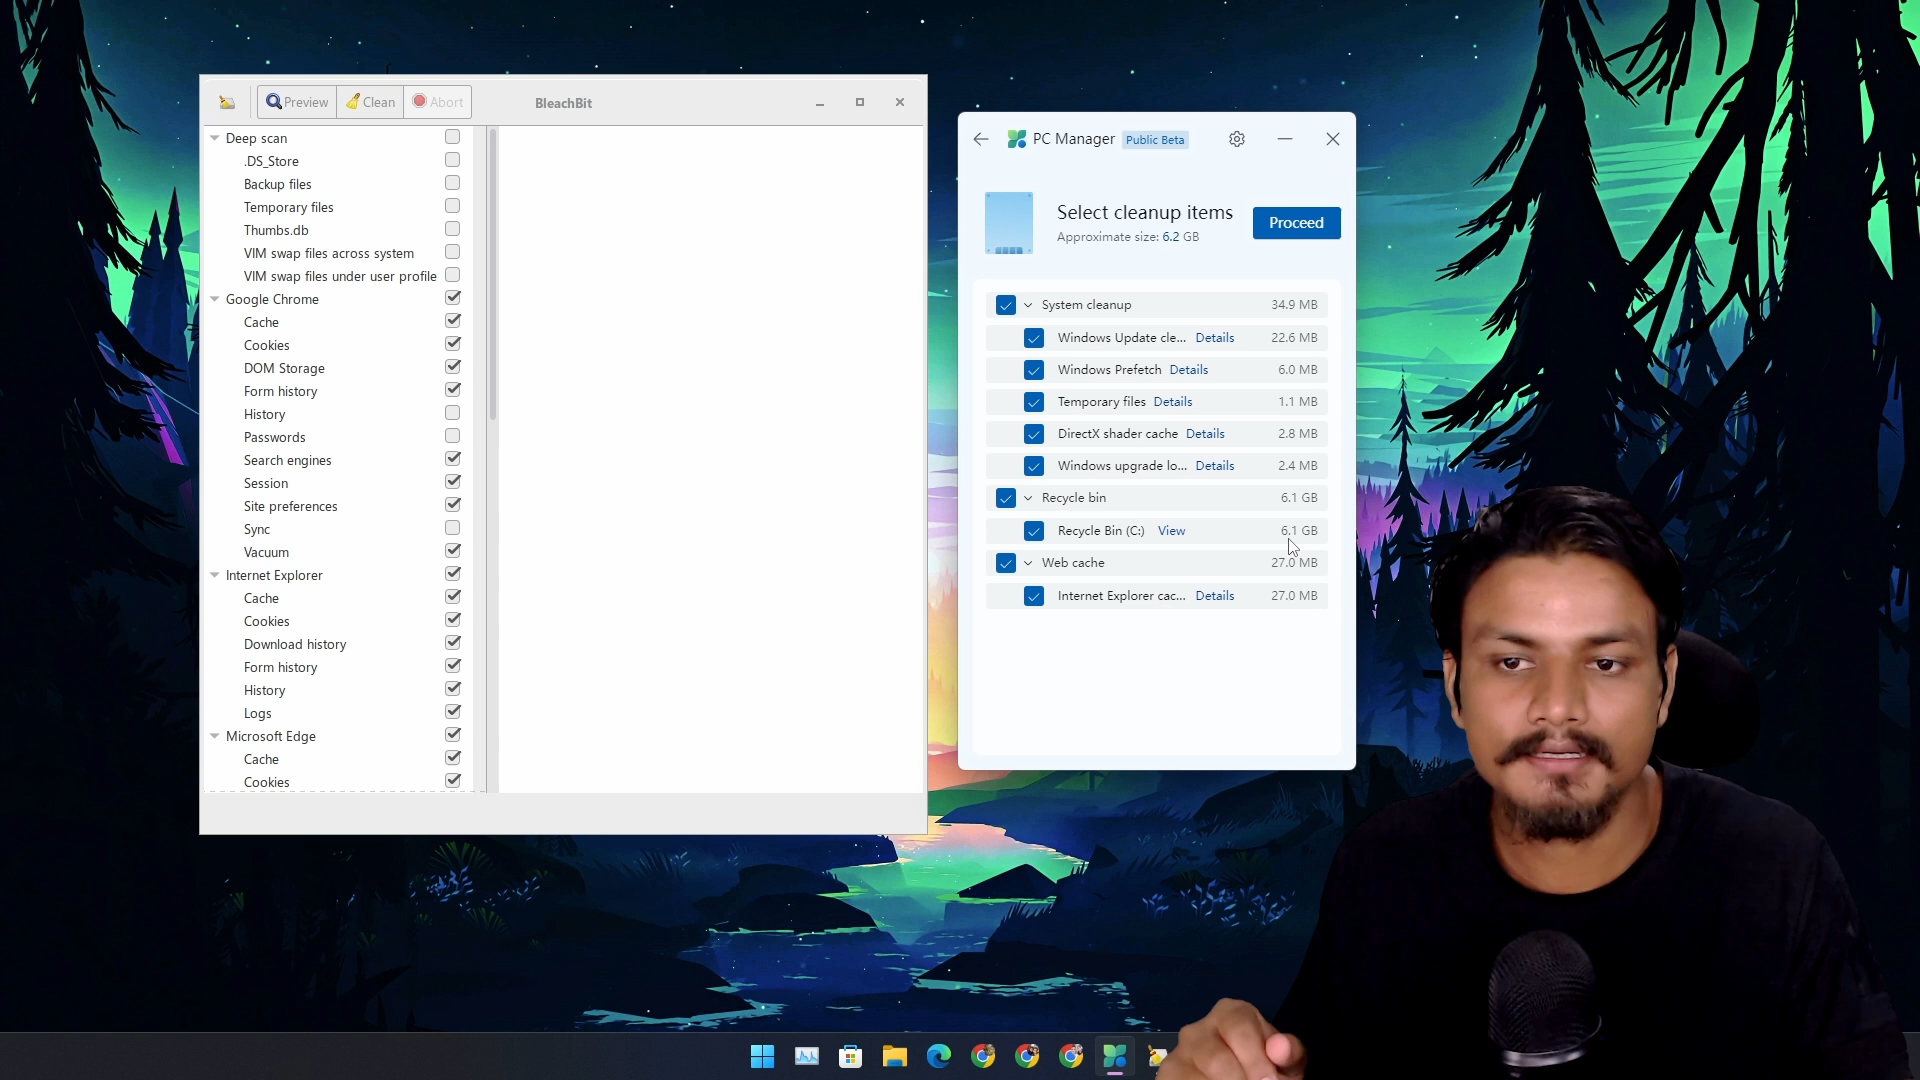 Preview
Clean
Abort
BleachBit
Deep scan
.DS_Store
Backup files
Temporary files
Thumbs.db
VIM swap files across system
VIM swap files under user profile
Google Chrome
Cache
Cookies
DOM Storage
Form history
History
Passwords
Search engines
Session
Site preferences
Sync
Vacuum
Internet Explorer
Cache
Cookies
Download history
Form history
History
Logs
Microsoft Edge
Cache
Cookies
PC Manager Public Beta
Select cleanup items
Approximate size: 6.2 GB
Proceed
System cleanup 34.9 MB
Windows Update cle... Details 22.6 MB
Windows Prefetch Details 6.0 MB
Temporary files Details 1.1 MB
DirectX shader cache Details 2.8 MB
Windows upgrade lo... Details 2.4 MB
Recycle bin 6.1 GB
Recycle Bin (C:) View 6.1 GB
Web cache 27.0 MB
Internet Explorer cac... Details 27.0 MB